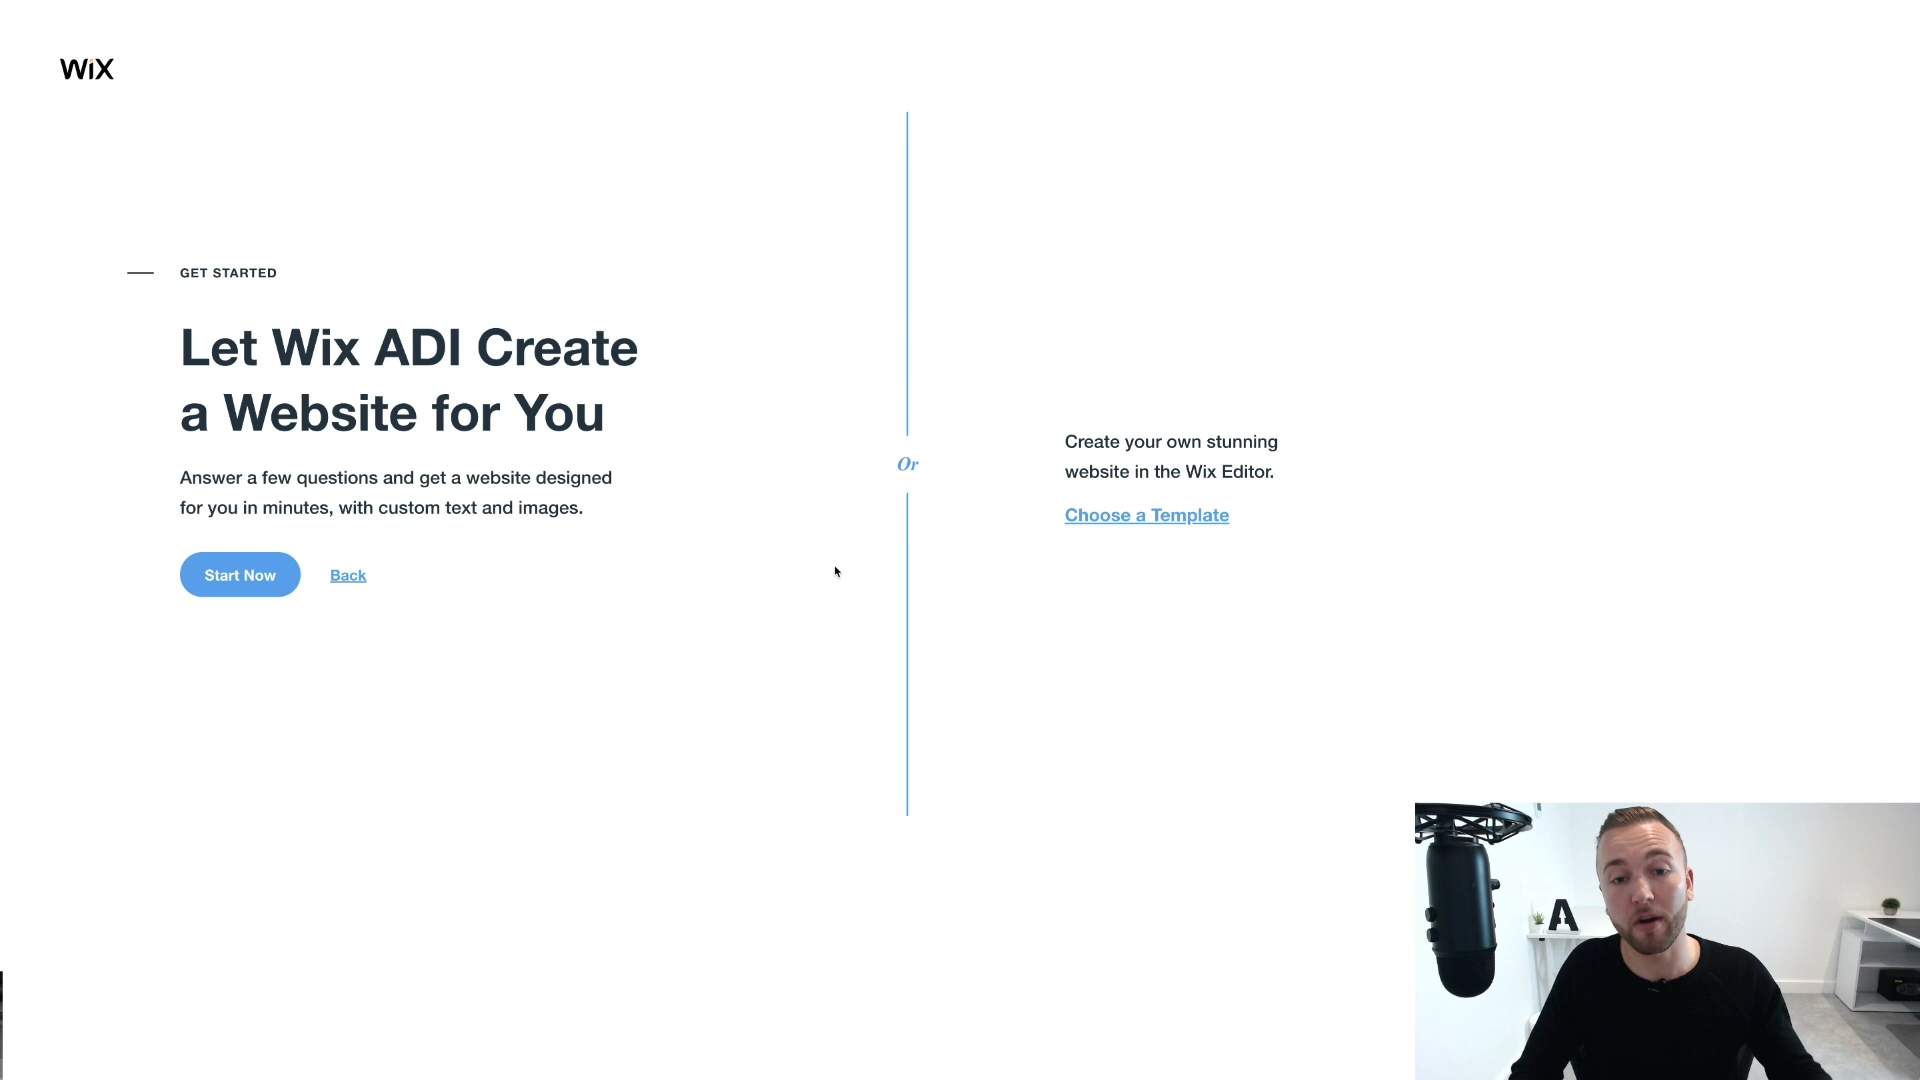 WiX
GET STARTED
Let Wix ADI Create
a Website for You
Answer a few questions and get a website designed
for you in minutes, with custom text and images.
Start Now
Back
Or
Create your own stunning
website in the Wix Editor.
Choose a Template
A